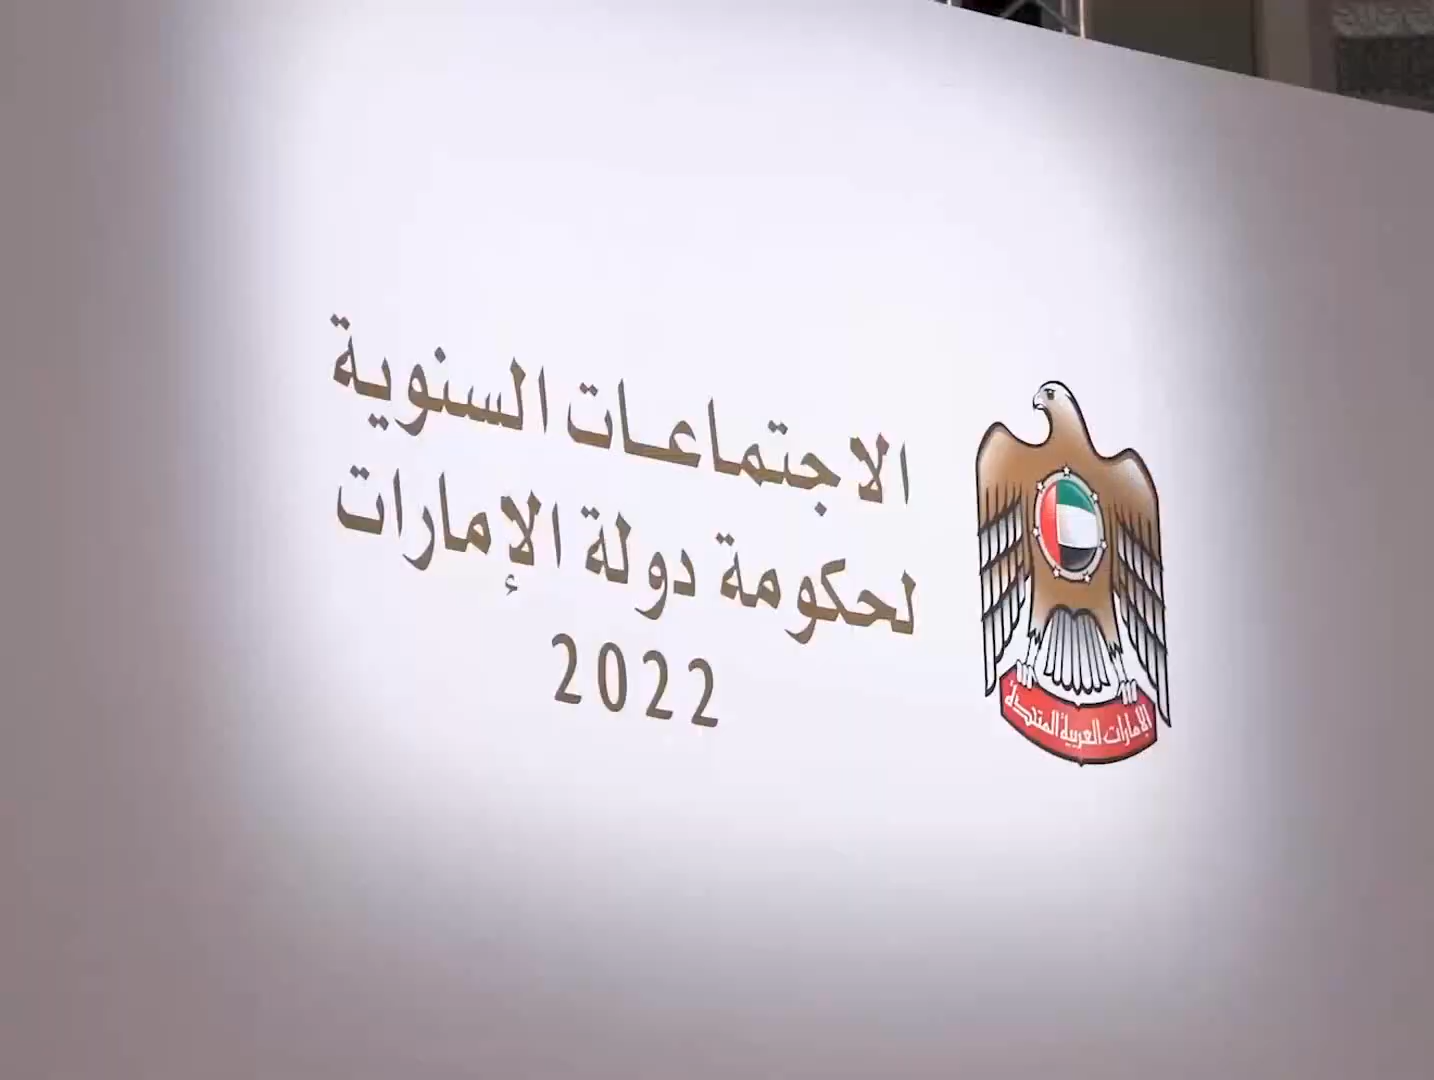 الاجتماعات السنوية
لحكومة دولة الإمارات
2022
الإمارات العربية المتحدة